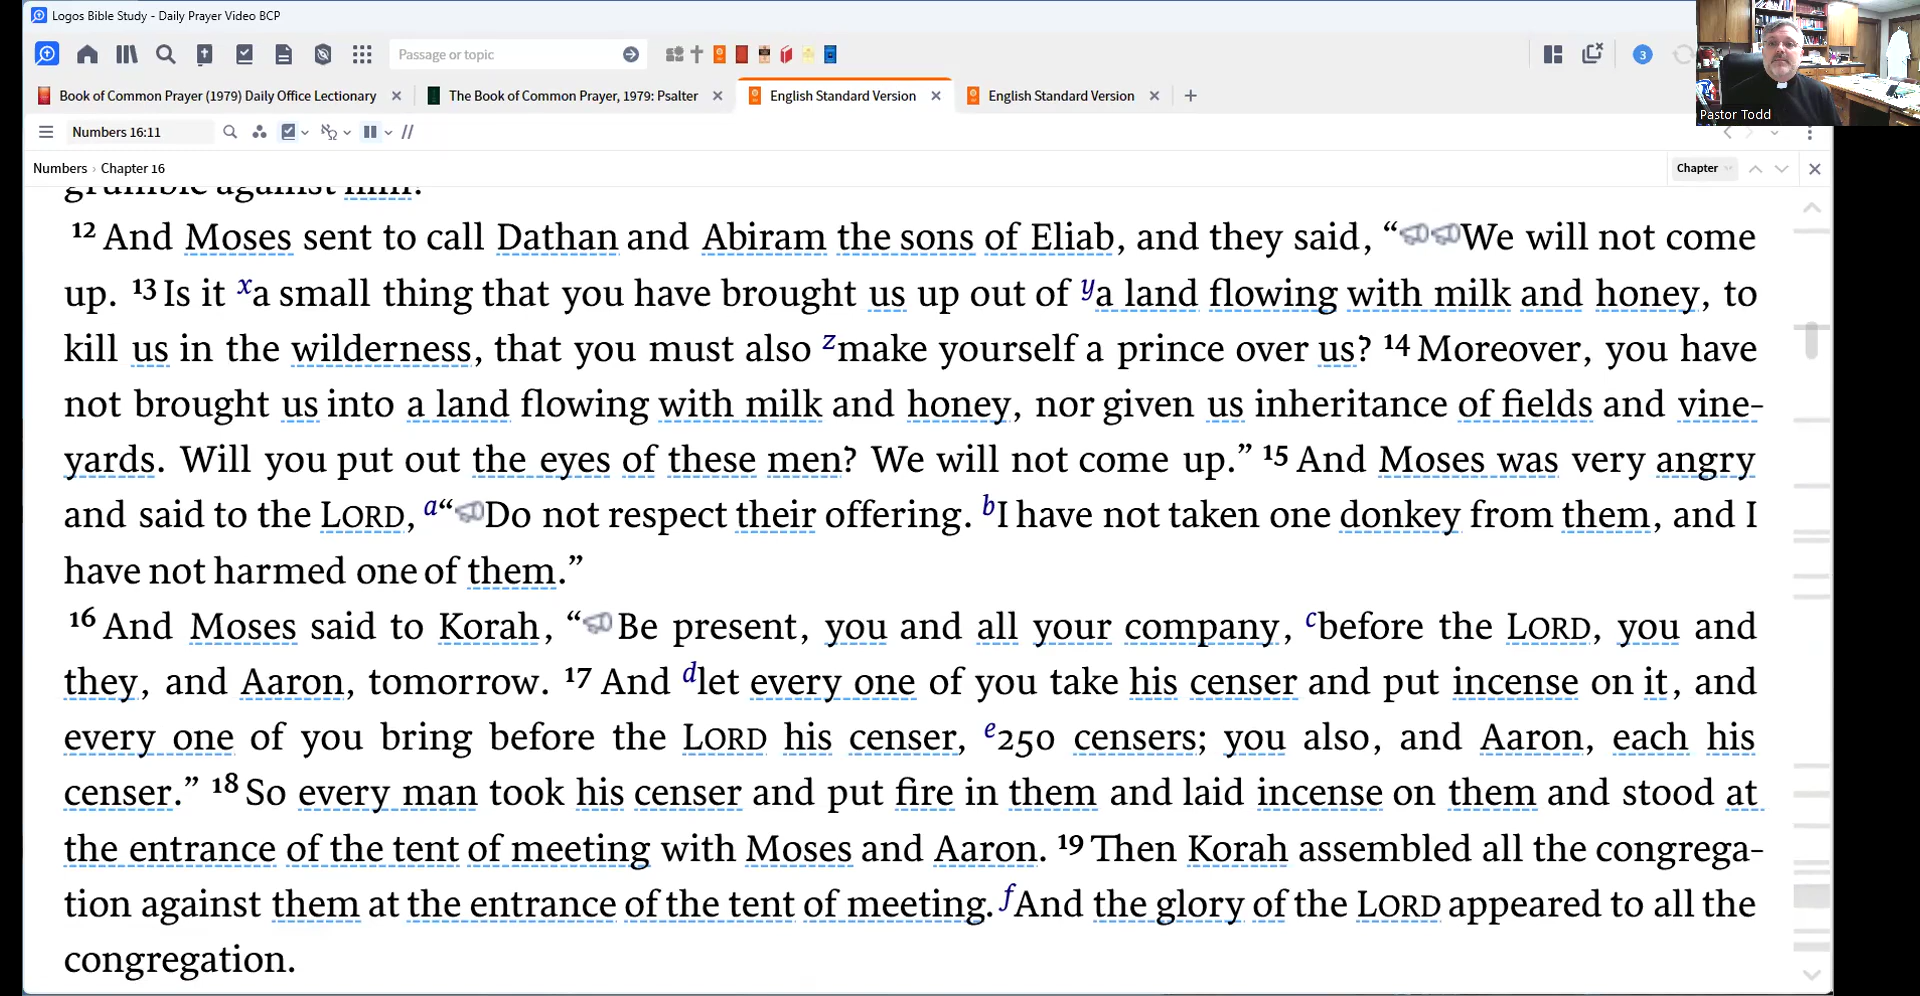 Logos Bible Study - Daily Prayer Video BCP
Passage or topic
3
Book of Common Prayer (1979) Daily Office Lectionary
The Book of Common Prayer, 1979: Psalter
English Standard Version
English Standard Version
Pastor Todd
Numbers 16:11
Numbers › Chapter 16
Chapter
grumble against him?
12 And Moses sent to call Dathan and Abiram the sons of Eliab, and they said, “We will not come
up. 13 Is it x a small thing that you have brought us up out of y a land flowing with milk and honey, to
kill us in the wilderness, that you must also z make yourself a prince over us? 14 Moreover, you have
not brought us into a land flowing with milk and honey, nor given us inheritance of fields and vine-
yards. Will you put out the eyes of these men? We will not come up.” 15 And Moses was very angry
and said to the LORD, a “Do not respect their offering. b I have not taken one donkey from them, and I
have not harmed one of them.”
16 And Moses said to Korah, “Be present, you and all your company, c before the LORD, you and
they, and Aaron, tomorrow. 17 And d let every one of you take his censer and put incense on it, and
every one of you bring before the LORD his censer, e 250 censers; you also, and Aaron, each his
censer.” 18 So every man took his censer and put fire in them and laid incense on them and stood at
the entrance of the tent of meeting with Moses and Aaron. 19 Then Korah assembled all the congrega-
tion against them at the entrance of the tent of meeting. f And the glory of the LORD appeared to all the
congregation.